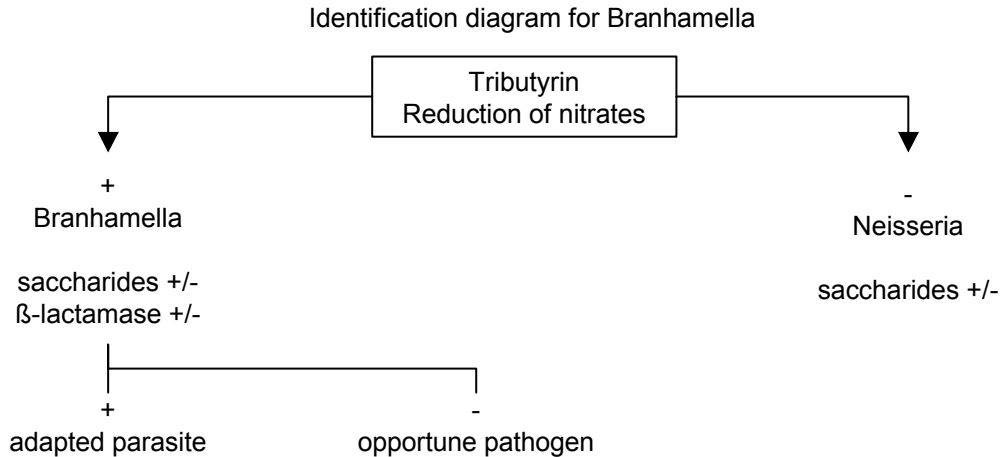 Identification diagram for Branhamella
Tributyrin
Reduction of nitrates
+
Branhamella
saccharides +/-
ß-lactamase +/-
-
Neisseria
saccharides +/-
+
adapted parasite
-
opportune pathogen